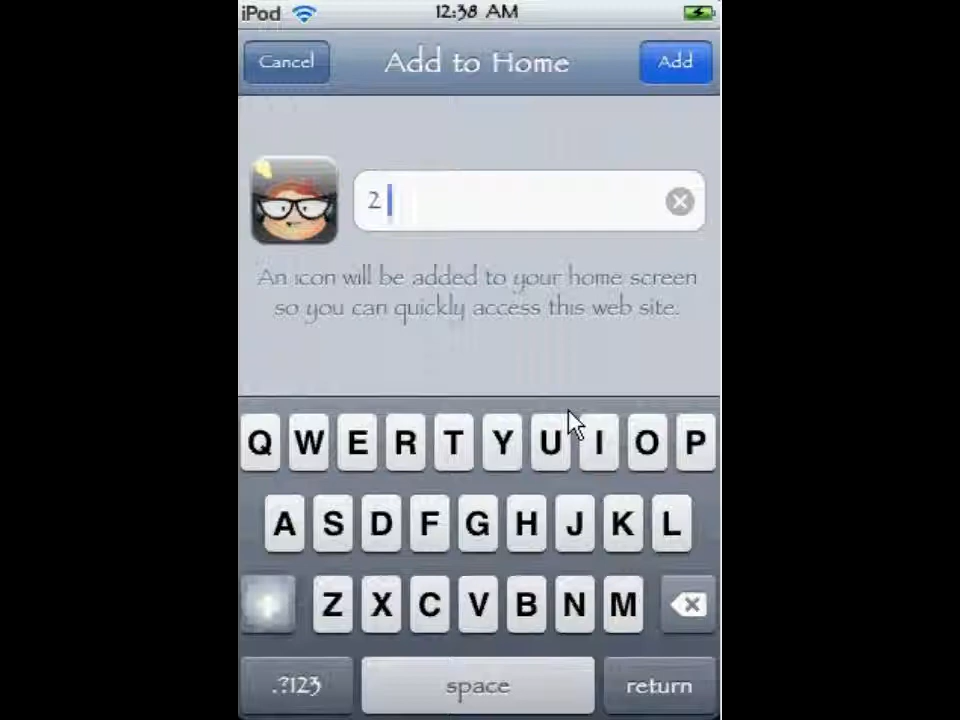 iPod 12:38 AM
Cancel Add to Home Add
2
An icon will be added to your home screen
so you can quickly access this web site.
Q W E R T Y U I O P
A S D F G H J K L
Z X C V B N M
.?123 space return